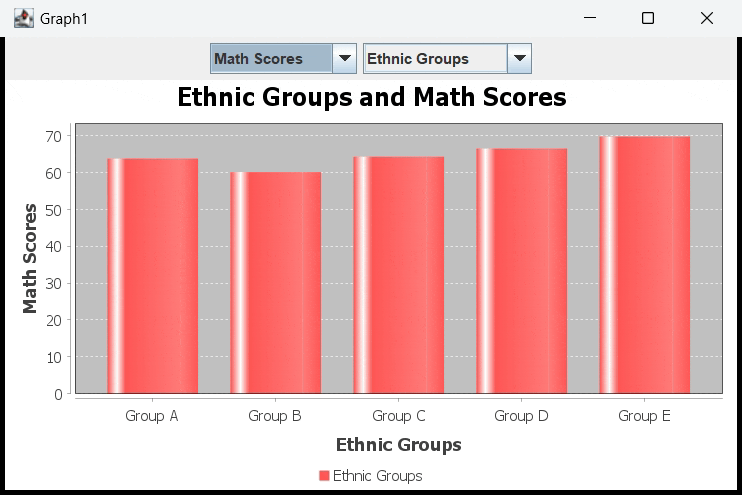 Graph1
Math Scores
Ethnic Groups
Ethnic Groups and Math Scores
70
60
50
40
30
20
10
0
Math Scores
Group A
Group B
Group C
Group D
Group E
Ethnic Groups
Ethnic Groups